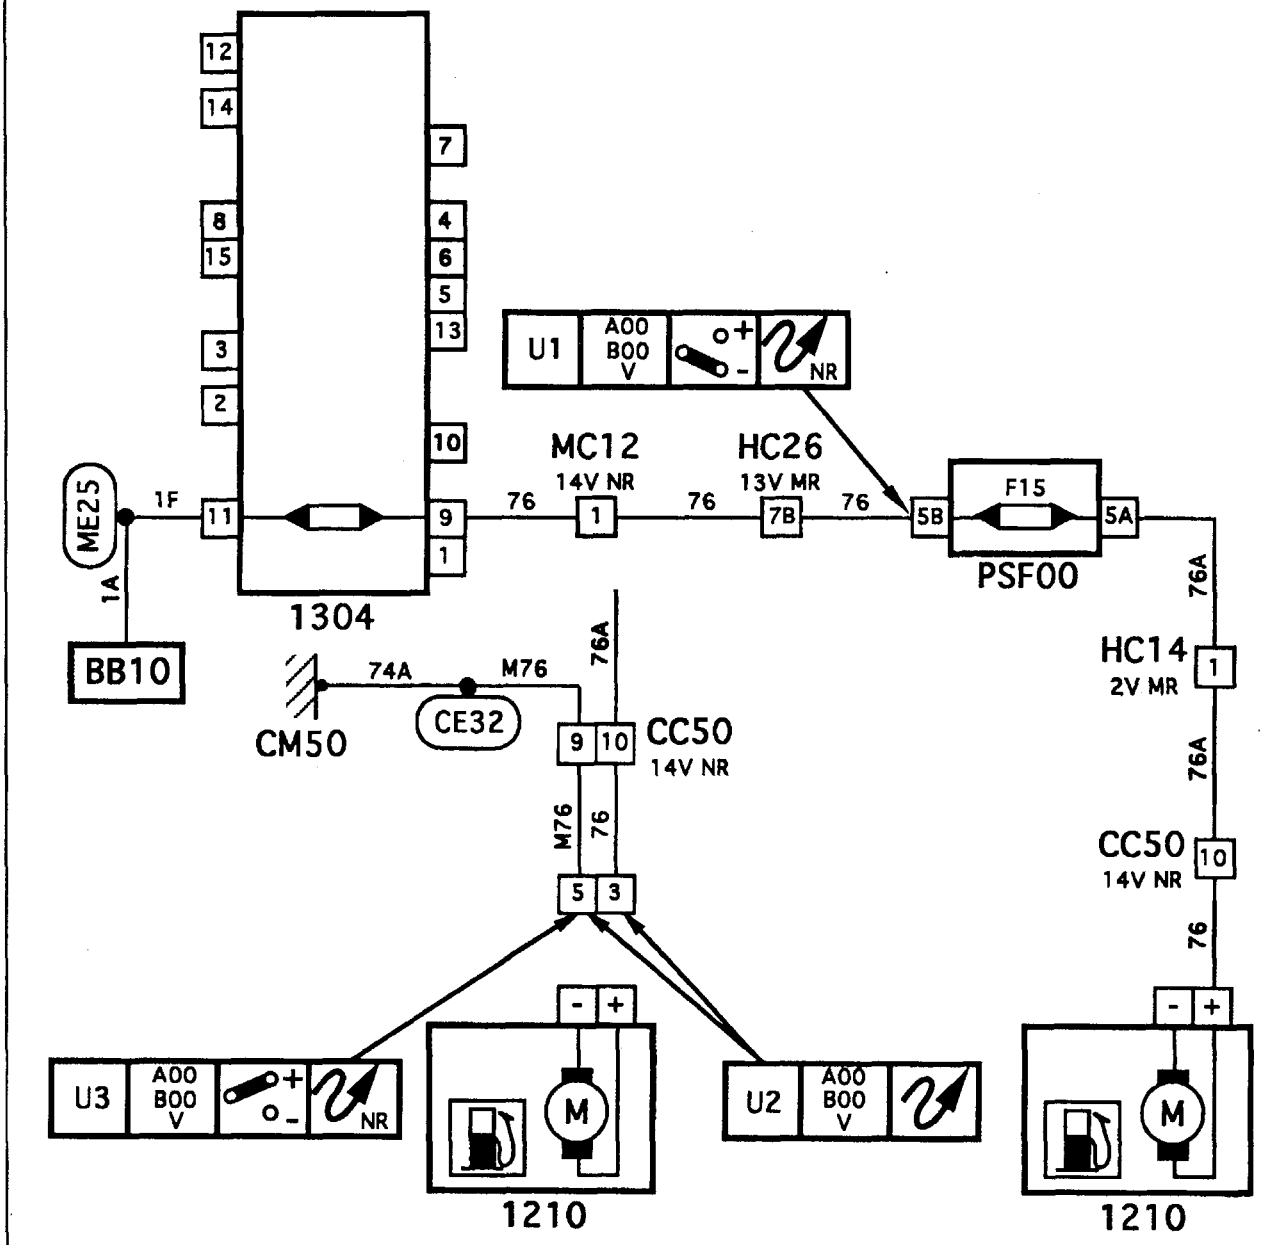 12
14
7
8
4
15
6
5
13
3
2
10
U1
A00
B00
V
+
-
NR
MC12
14V NR
HC26
13V MR
ME25
1F
11
9
76
1
76
7B
76
5B
F15
5A
1
PSF00
1A
1304
76A
BB10
76A
HC14
2V MR
1
74A
M76
CE32
CM50
9
10
CC50
14V NR
76A
M76
76
CC50
14V NR
10
5
3
76
-
+
-
+
U3
A00
B00
V
+
-
NR
M
U2
A00
B00
V
M
1210
1210